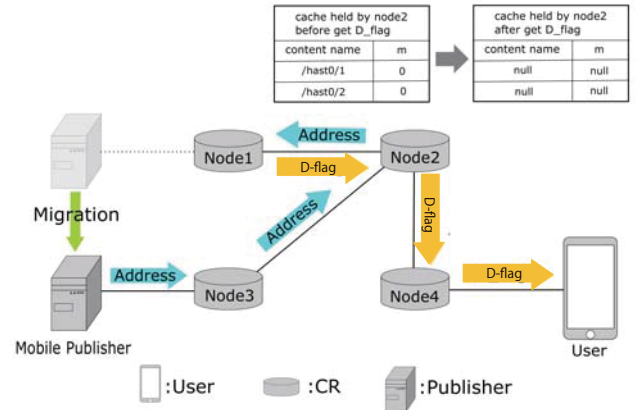 cache held by node2
before get D_flag
content name m
/hast0/1 0
/hast0/2 0
cache held by node2
after get D_flag
content name m
null null
null null
Address
Node1
Node2
D-flag
Migration
D-flag
Address
Address
D-flag
Node3
Node4
Mobile Publisher
User
:User
:CR
:Publisher